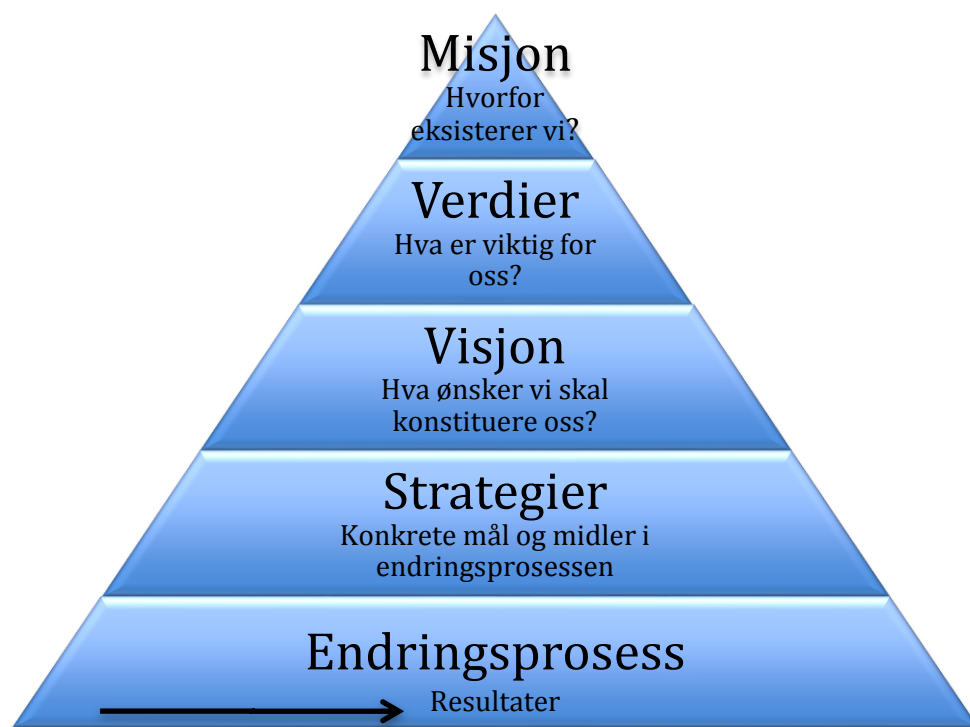 Misjon
Hvorfor
eksisterer vi?
Verdier
Hva er viktig for
oss?
Visjon
Hva ønsker vi skal
konstituere oss?
Strategier
Konkrete mål og midler i
endringsprosessen
Endringsprosess
Resultater